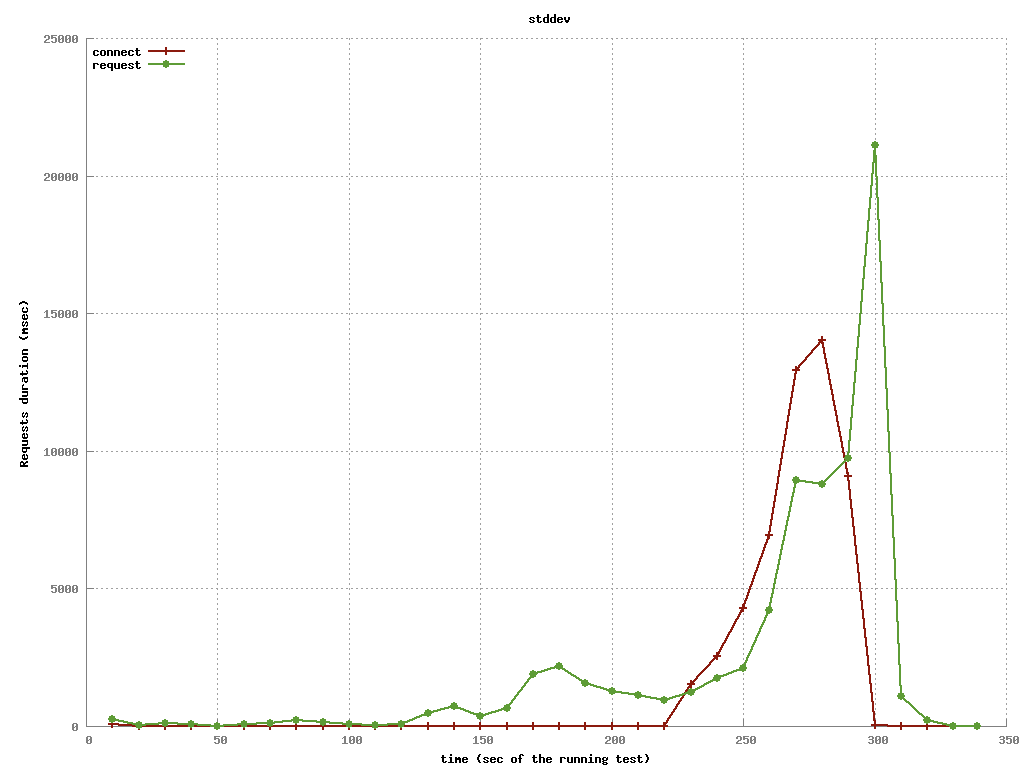 stddev
connect
request
25000
20000
15000
10000
5000
0
Requests duration (msec)
0 50 100 150 200 250 300 350
time (sec of the running test)